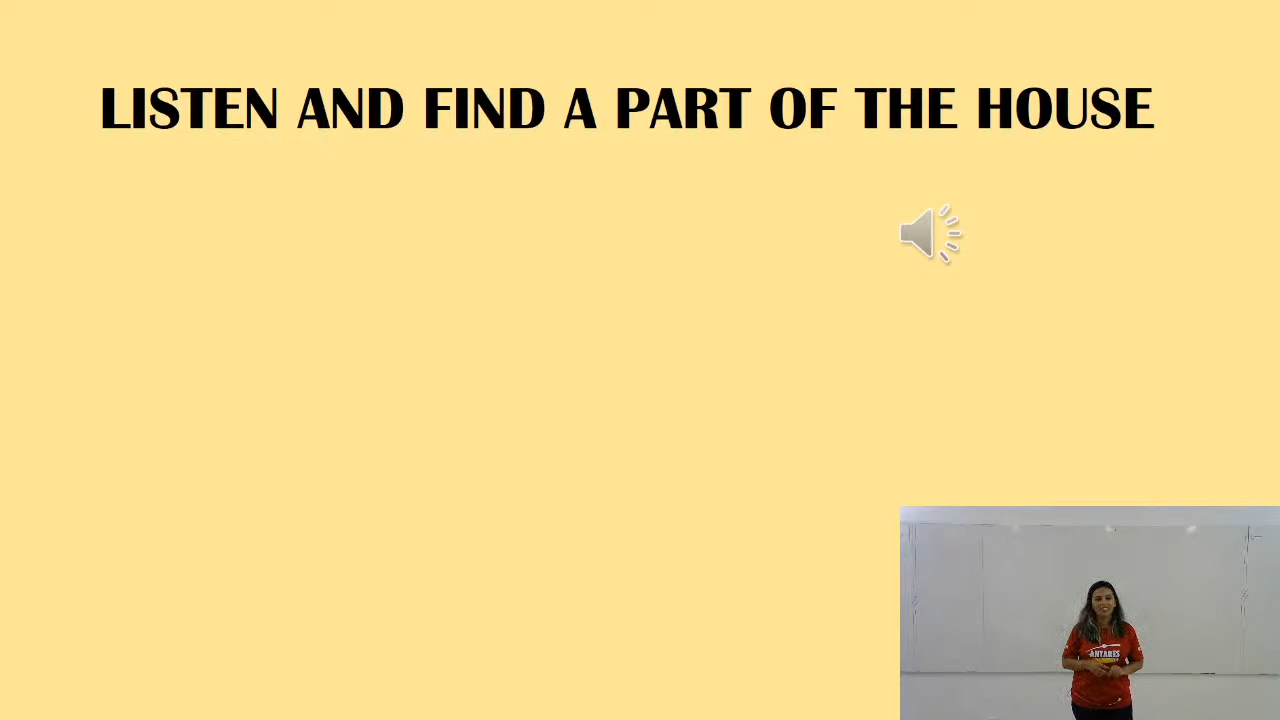 LISTEN AND FIND A PART OF THE HOUSE
ANTARES